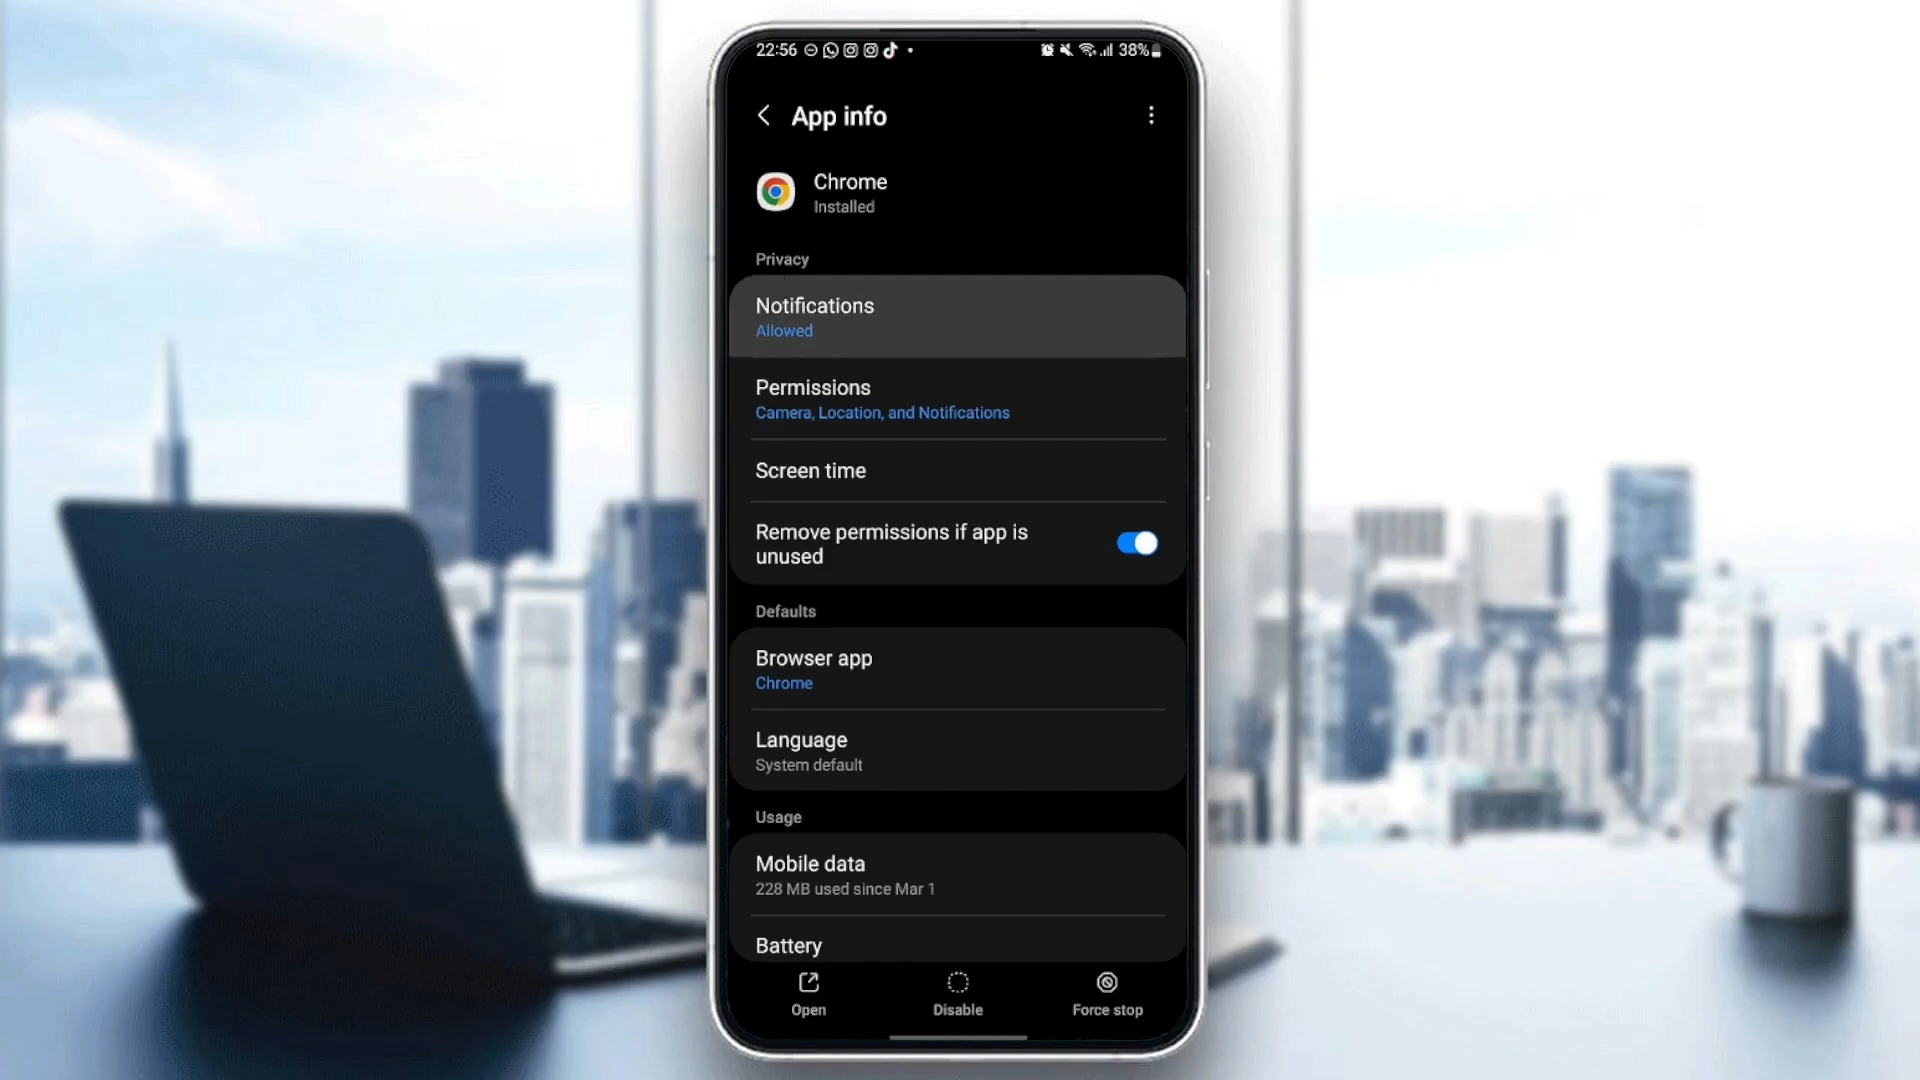 22:56 38%
App info
Chrome
Installed
Privacy
Notifications
Allowed
Permissions
Camera, Location, and Notifications
Screen time
Remove permissions if app is
unused
Defaults
Browser app
Chrome
Language
System default
Usage
Mobile data
228 MB used since Mar 1
Battery
Open Disable Force stop